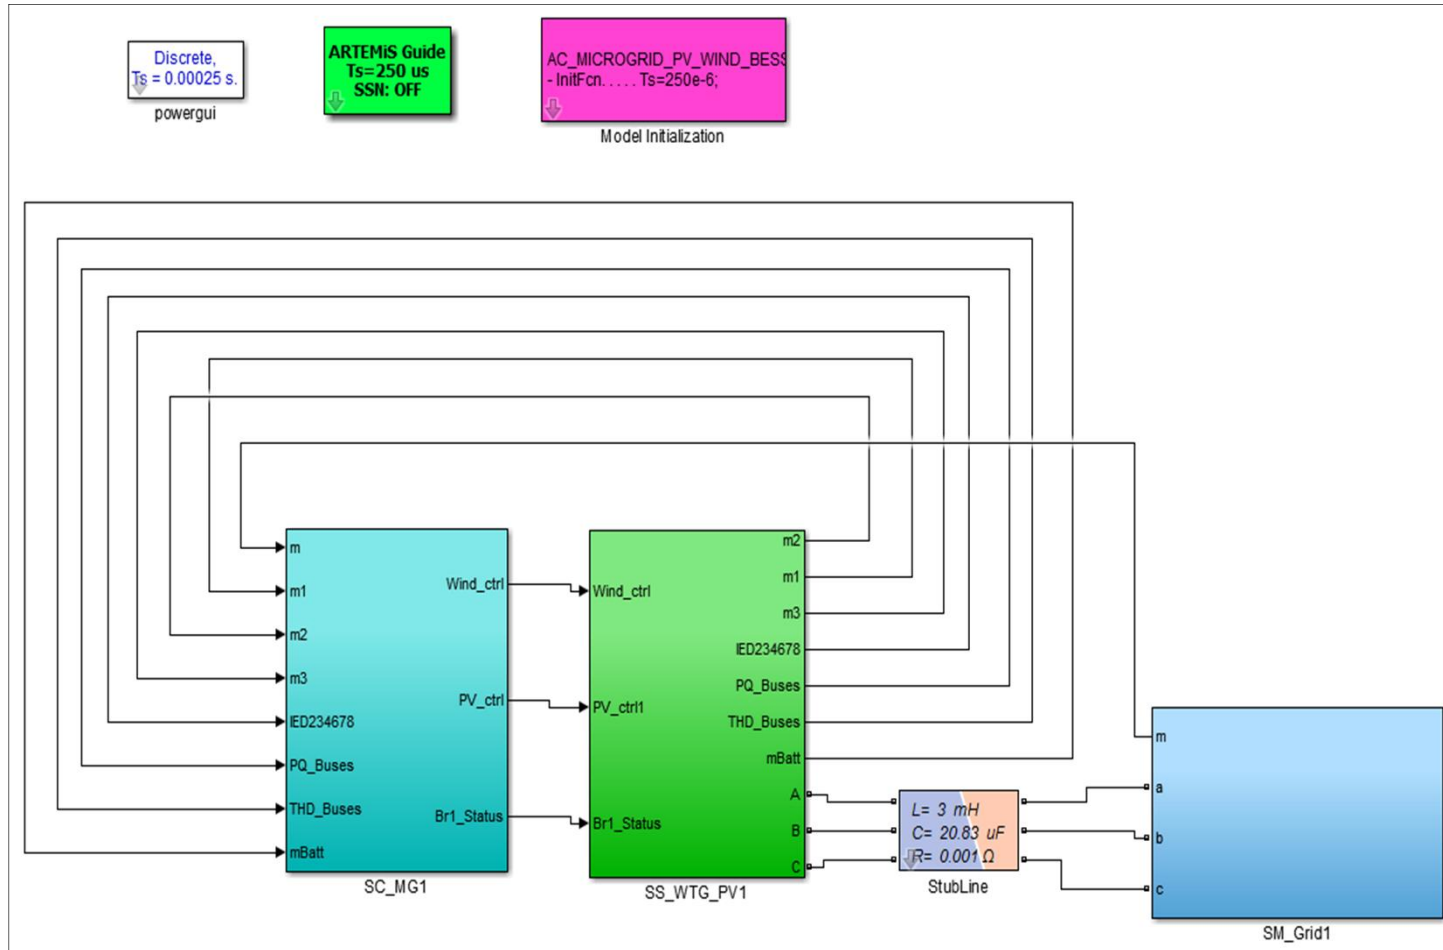 Discrete,
Ts = 0.00025 s.
powergui
ARTEMiS Guide
Ts=250 us
SSN: OFF
AC_MICROGRID_PV_WIND_BESS
- InitFcn. . . . . Ts=250e-6;
Model Initialization
m
m1
m2
m3
IED234678
PQ_Buses
THD_Buses
mBatt
Wind_ctrl
PV_ctrl
Br1_Status
SC_MG1
Wind_ctrl
PV_ctrl1
Br1_Status
m2
m1
m3
IED234678
PQ_Buses
THD_Buses
mBatt
A
B
C
SS_WTG_PV1
L= 3 mH
C= 20.83 uF
R= 0.001 Ω
StubLine
m
a
b
c
SM_Grid1